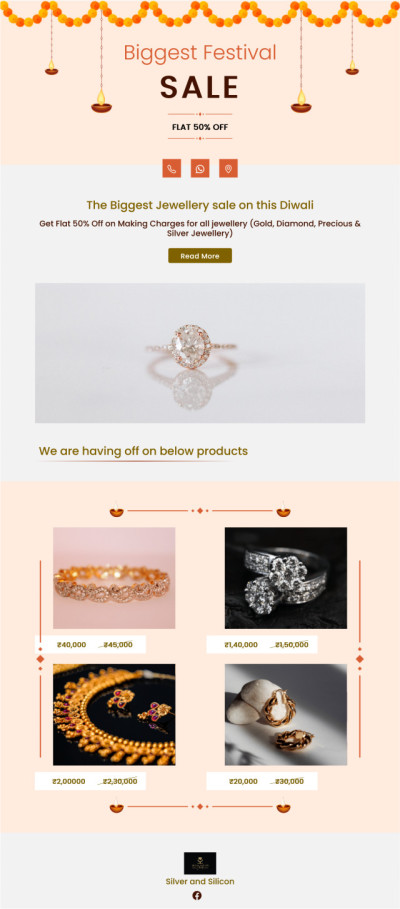 Biggest Festival
SALE
FLAT 50% OFF
The Biggest Jewellery sale on this Diwali
Get Flat 50% Off on Making Charges for all jewellery (Gold, Diamond, Precious &
Silver Jewellery)
Read More
We are having off on below products
₹40,000 ₹45,000
₹1,40,000 ₹1,50,000
₹2,00000 ₹2,30,000
₹20,000 ₹30,000
Silver and Silicon